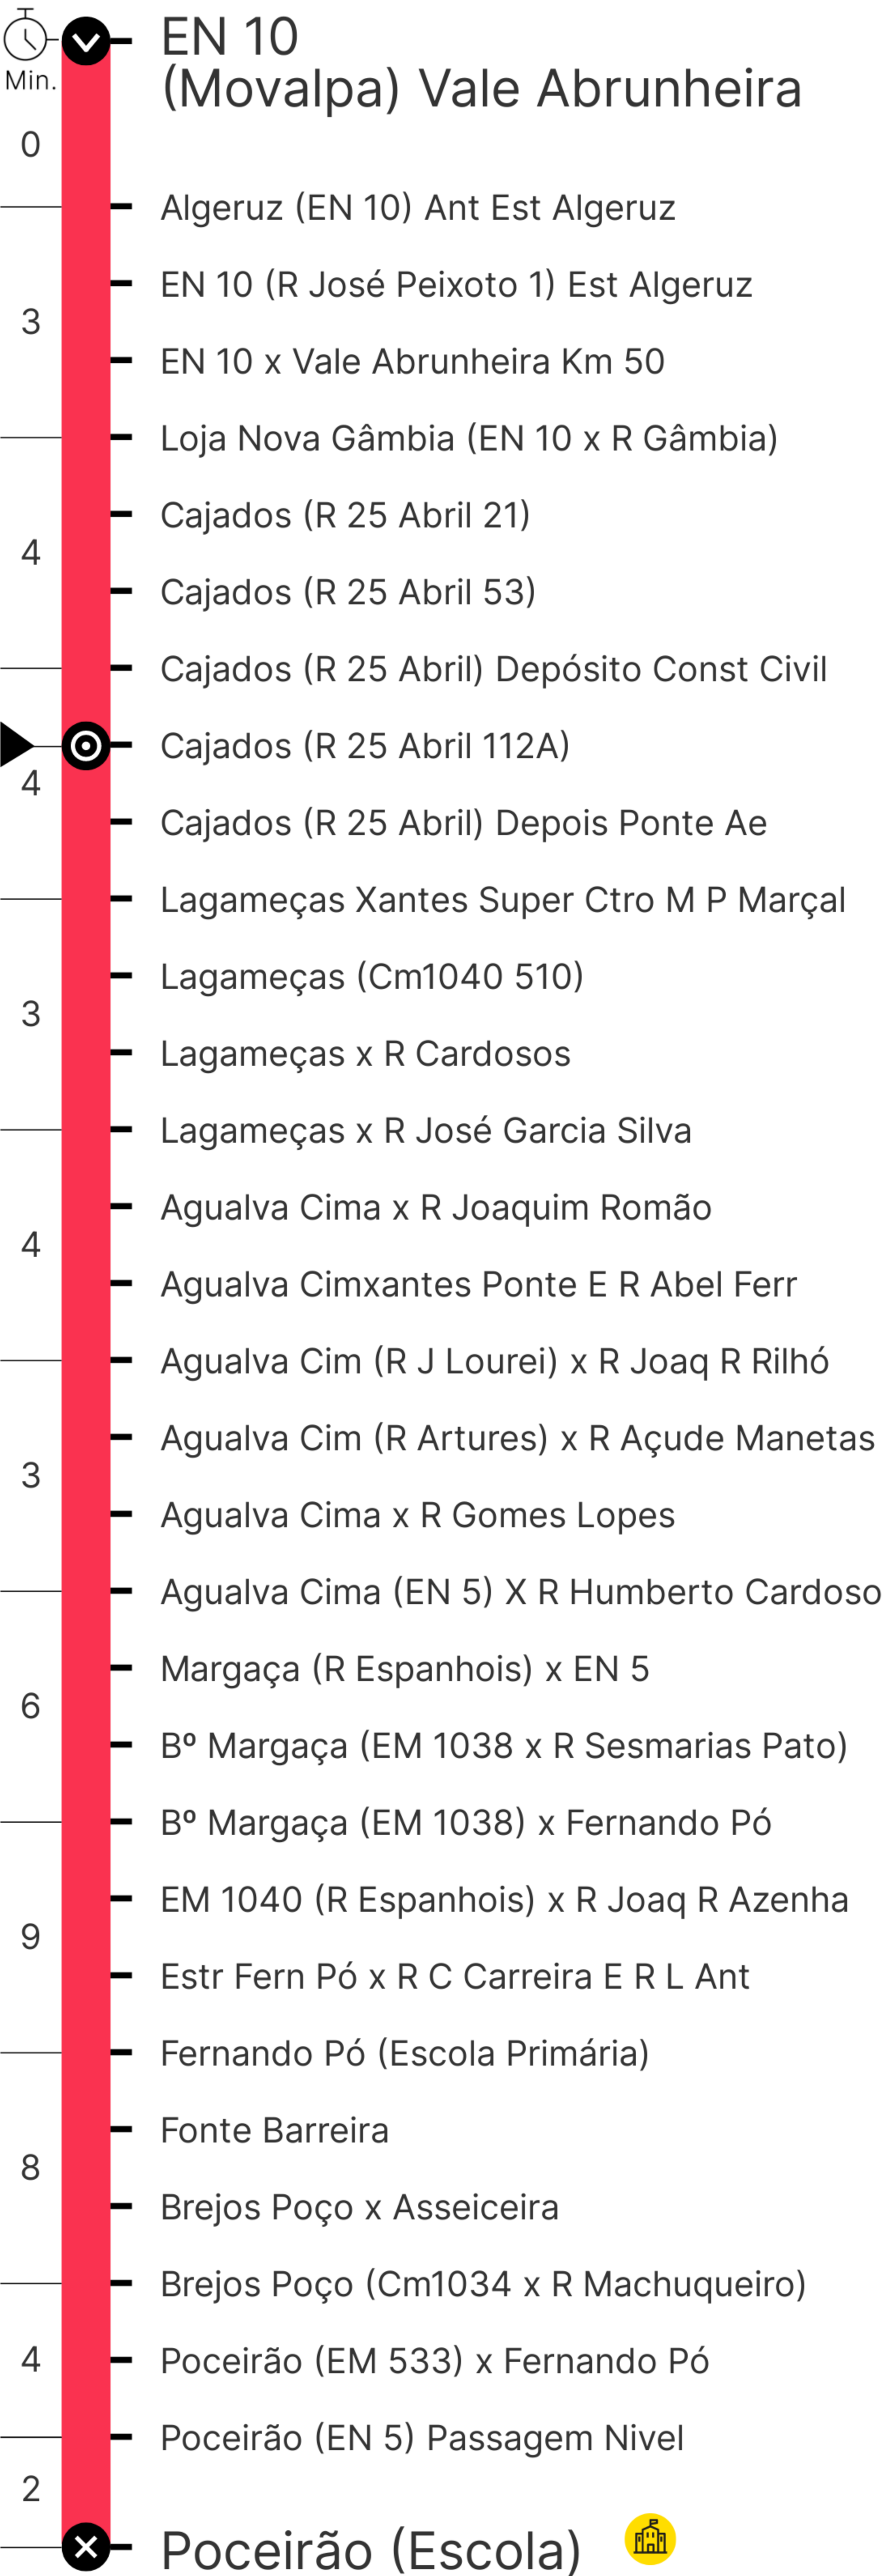 EN 10
(Movalpa) Vale Abrunheira
Min.
0
Algeruz (EN 10) Ant Est Algeruz
EN 10 (R José Peixoto 1) Est Algeruz
3
EN 10 x Vale Abrunheira Km 50
Loja Nova Gâmbia (EN 10 x R Gâmbia)
Cajados (R 25 Abril 21)
4
Cajados (R 25 Abril 53)
Cajados (R 25 Abril) Depósito Const Civil
Cajados (R 25 Abril 112A)
4
Cajados (R 25 Abril) Depois Ponte Ae
Lagameças Xantes Super Ctro M P Marçal
Lagameças (Cm1040 510)
3
Lagameças x R Cardosos
Lagameças x R José Garcia Silva
Agualva Cima x R Joaquim Romão
4
Agualva Cimxantes Ponte E R Abel Ferr
Agualva Cim (R J Lourei) x R Joaq R Rilhó
Agualva Cim (R Artures) x R Açude Manetas
3
Agualva Cima x R Gomes Lopes
Agualva Cima (EN 5) X R Humberto Cardoso
Margaça (R Espanhois) x EN 5
6
Bº Margaça (EM 1038 x R Sesmarias Pato)
Bº Margaça (EM 1038) x Fernando Pó
EM 1040 (R Espanhois) x R Joaq R Azenha
9
Estr Fern Pó x R C Carreira E R L Ant
Fernando Pó (Escola Primária)
Fonte Barreira
8
Brejos Poço x Asseiceira
Brejos Poço (Cm1034 x R Machuqueiro)
4
Poceirão (EM 533) x Fernando Pó
Poceirão (EN 5) Passagem Nivel
2
Poceirão (Escola)